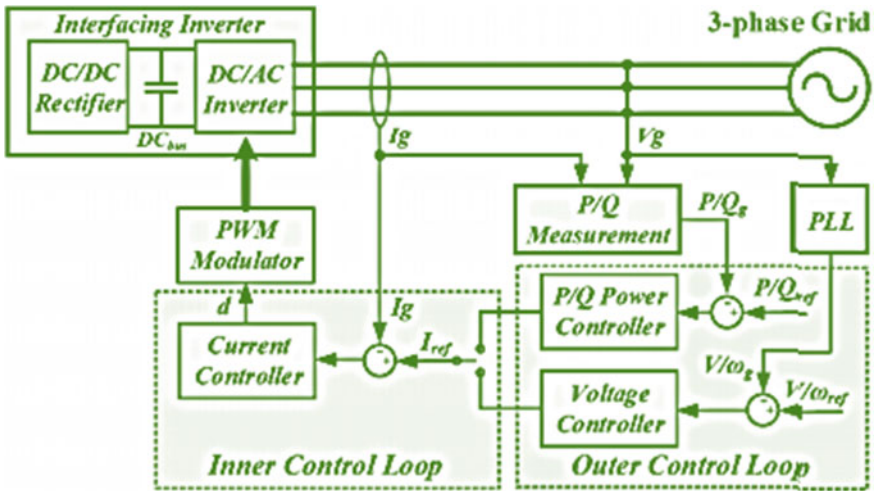 Interfacing Inverter
3-phase Grid
DC/DC
Rectifier
DC/AC
Inverter
DCbus
Ig
Vg
PWM
Modulator
P/Q
Measurement
P/Qg
PLL
d
Ig
Iref
Current
Controller
P/Q Power
Controller
P/Qref
V/ωg
V/ωref
Voltage
Controller
Inner Control Loop
Outer Control Loop